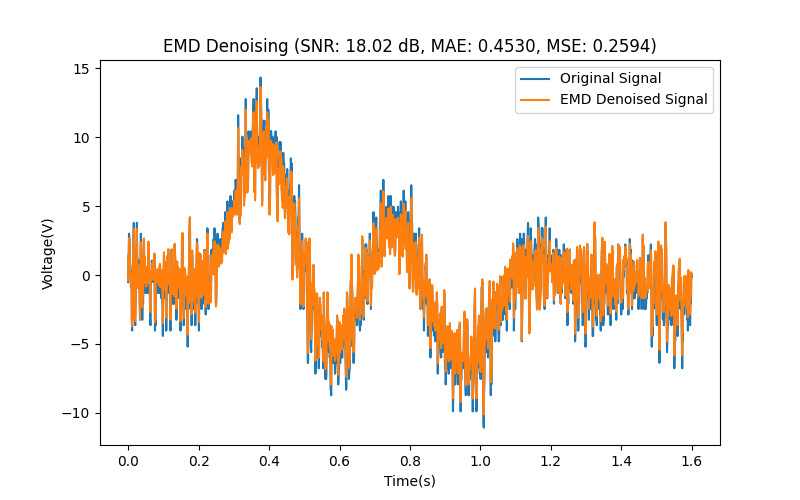 EMD Denoising (SNR: 18.02 dB, MAE: 0.4530, MSE: 0.2594)
Original Signal
EMD Denoised Signal
Voltage(V)
15
10
5
0
−5
−10
0.0 0.2 0.4 0.6 0.8 1.0 1.2 1.4 1.6
Time(s)